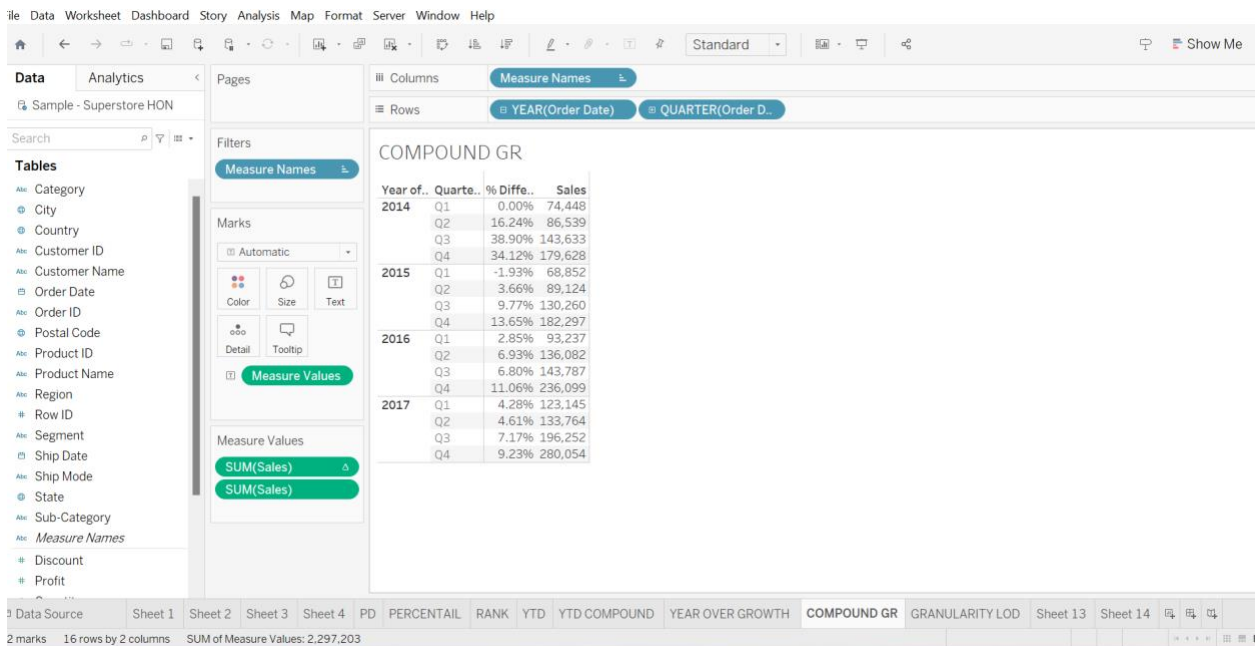 ile Data Worksheet Dashboard Story Analysis Map Format Server Window Help
Standard Show Me
Data Analytics
Sample - Superstore HON
Search
Tables
Abc Category
City
Country
Abc Customer ID
Abc Customer Name
Order Date
Abc Order ID
Postal Code
Abc Product ID
Abc Product Name
Abc Region
# Row ID
Abc Segment
Ship Date
Abc Ship Mode
State
Abc Sub-Category
Abc Measure Names
# Discount
# Profit
Pages
Filters
Measure Names
Marks
Automatic
Color Size Text
Detail Tooltip
Measure Values
Measure Values
SUM(Sales) Δ
SUM(Sales)
Columns Measure Names
Rows YEAR(Order Date) QUARTER(Order D..
COMPOUND GR
Year of.. Quarte.. % Diffe.. Sales
2014 Q1 0.00% 74,448
Q2 16.24% 86,539
Q3 38.90% 143,633
Q4 34.12% 179,628
2015 Q1 -1.93% 68,852
Q2 3.66% 89,124
Q3 9.77% 130,260
Q4 13.65% 182,297
2016 Q1 2.85% 93,237
Q2 6.93% 136,082
Q3 6.80% 143,787
Q4 11.06% 236,099
2017 Q1 4.28% 123,145
Q2 4.61% 133,764
Q3 7.17% 196,252
Q4 9.23% 280,054
Data Source Sheet 1 Sheet 2 Sheet 3 Sheet 4 PD PERCENTAIL RANK YTD YTD COMPOUND YEAR OVER GROWTH COMPOUND GR GRANULARITY LOD Sheet 13 Sheet 14
2 marks 16 rows by 2 columns SUM of Measure Values: 2,297,203